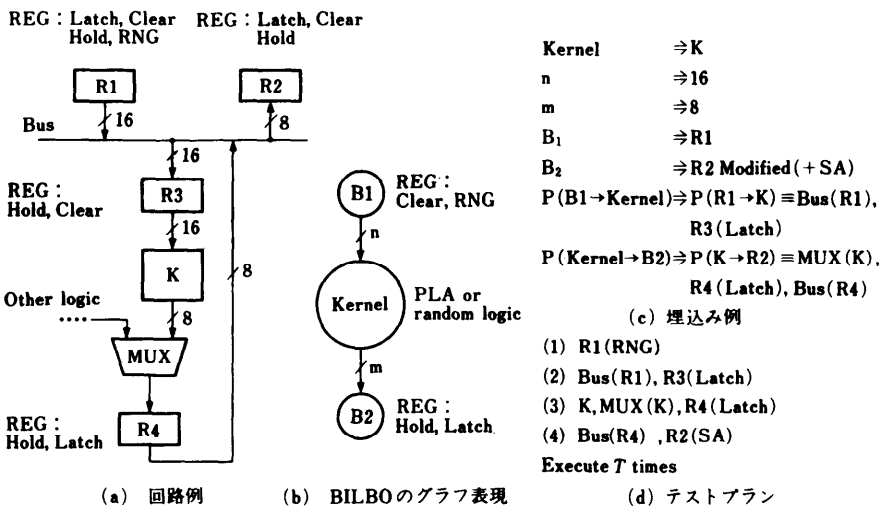 REG : Latch, Clear
Hold, RNG
REG : Latch, Clear
Hold
R1
R2
16
8
Bus
16
REG :
Hold, Clear
R3
16
K
8
Other logic
....
8
MUX
REG :
Hold, Latch
R4
(a) 回路例
B1
REG :
Clear, RNG
n
Kernel
PLA or
random logic
m
B2
REG :
Hold, Latch
(b) BILBOのグラフ表現
Kernel ⇒K
n ⇒16
m ⇒8
B₁ ⇒R1
B₂ ⇒R2 Modified(+SA)
P(B1→Kernel)⇒P(R1→K)≡Bus(R1),
R3(Latch)
P(Kernel→B2)⇒P(K→R2)≡MUX(K),
R4(Latch), Bus(R4)
(c) 埋込み例
(1) R1(RNG)
(2) Bus(R1), R3(Latch)
(3) K, MUX(K), R4(Latch)
(4) Bus(R4) , R2(SA)
Execute T times
(d) テストプラン